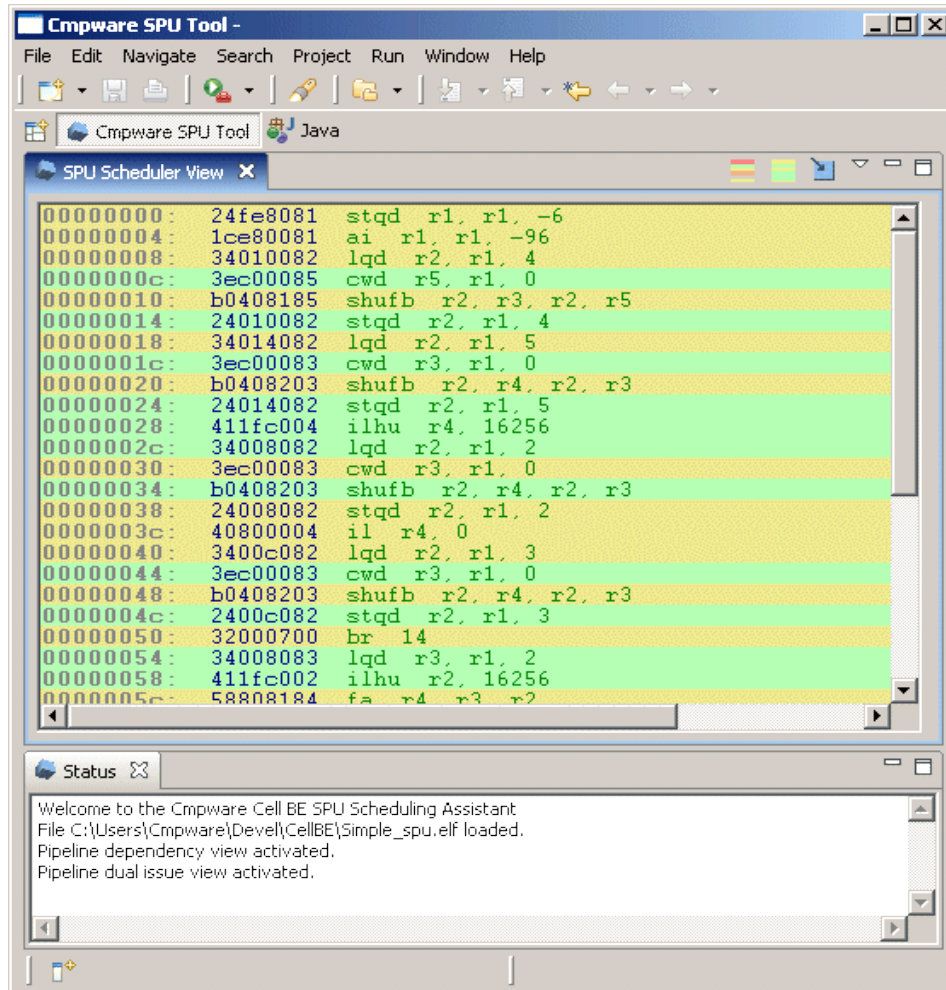 Cmpware SPU Tool -
File Edit Navigate Search Project Run Window Help
Cmpware SPU Tool Java
SPU Scheduler View
00000000: 24fe8081 stqd r1, r1, -6
00000004: 1ce80081 ai r1, r1, -96
00000008: 34010082 lqd r2, r1, 4
0000000c: 3ec00085 cwd r5, r1, 0
00000010: b0408185 shufb r2, r3, r2, r5
00000014: 24010082 stqd r2, r1, 4
00000018: 34014082 lqd r2, r1, 5
0000001c: 3ec00083 cwd r3, r1, 0
00000020: b0408203 shufb r2, r4, r2, r3
00000024: 24014082 stqd r2, r1, 5
00000028: 411fc004 ilhu r4, 16256
0000002c: 34008082 lqd r2, r1, 2
00000030: 3ec00083 cwd r3, r1, 0
00000034: b0408203 shufb r2, r4, r2, r3
00000038: 24008082 stqd r2, r1, 2
0000003c: 40800004 il r4, 0
00000040: 3400c082 lqd r2, r1, 3
00000044: 3ec00083 cwd r3, r1, 0
00000048: b0408203 shufb r2, r4, r2, r3
0000004c: 2400c082 stqd r2, r1, 3
00000050: 32000700 br 14
00000054: 34008083 lqd r3, r1, 2
00000058: 411fc002 ilhu r2, 16256
0000005c: 58808184 fa r4, r3, r2
Status
Welcome to the Cmpware Cell BE SPU Scheduling Assistant
File C:\Users\Cmpware\Devel\CellBE\Simple_spu.elf loaded.
Pipeline dependency view activated.
Pipeline dual issue view activated.